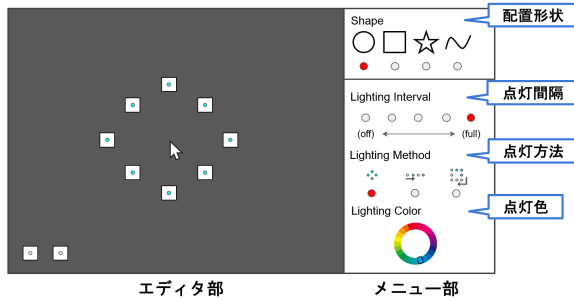 Shape
配置形状
Lighting Interval
点灯間隔
(off)
(full)
Lighting Method
点灯方法
Lighting Color
点灯色
エディタ部
メニュー部